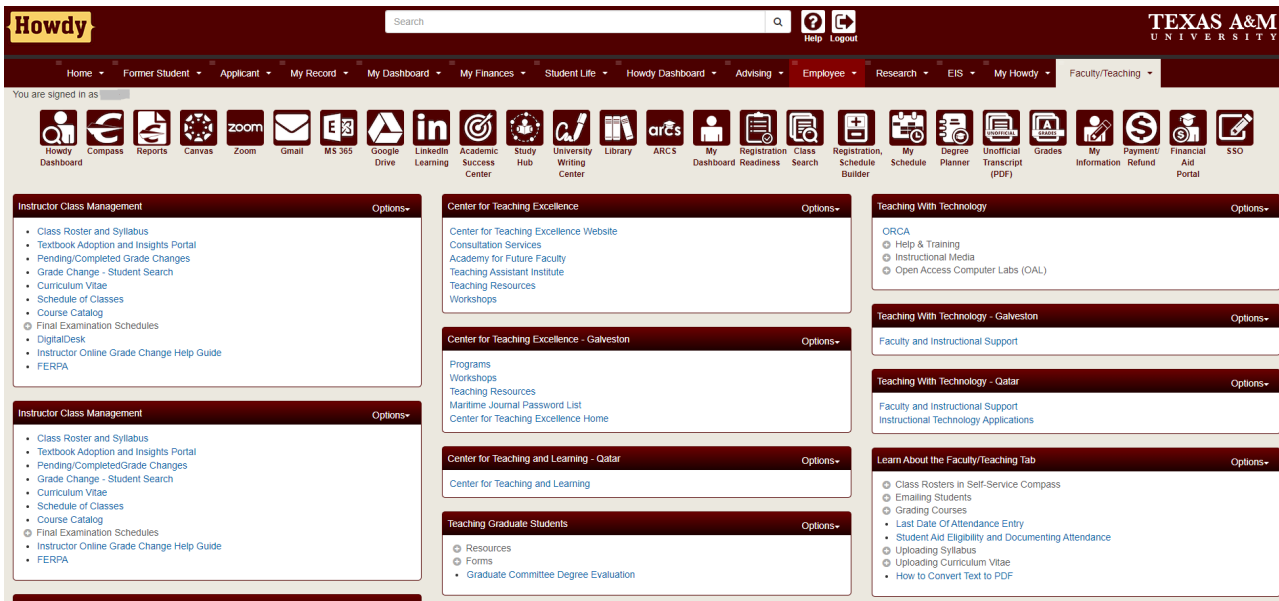 Howdy
Search
Help Logout
TEXAS A&M
UNIVERSITY
Home Former Student Applicant My Record My Dashboard My Finances Student Life Howdy Dashboard Advising Employee Research EIS My Howdy Faculty/Teaching
You are signed in as
zoom
E
in
arcs
UNOFFICIAL
A
GRADES
Howdy Dashboard
Compass
Reports
Canvas
Zoom
Gmail
MS 365
Google Drive
LinkedIn Learning
Academic Success Center
Study Hub
University Writing Center
Library
ARCS
My Dashboard
Registration Readiness
Class Search
Registration, Schedule Builder
My Schedule
Degree Planner
Unofficial Transcript (PDF)
Grades
My Information
Payment/ Refund
Financial Aid Portal
SSO
Instructor Class Management Options
Class Roster and Syllabus
Textbook Adoption and Insights Portal
Pending/Completed Grade Changes
Grade Change - Student Search
Curriculum Vitae
Schedule of Classes
Course Catalog
Final Examination Schedules
DigitalDesk
Instructor Online Grade Change Help Guide
FERPA
Instructor Class Management Options
Class Roster and Syllabus
Textbook Adoption and Insights Portal
Pending/CompletedGrade Changes
Grade Change - Student Search
Curriculum Vitae
Schedule of Classes
Course Catalog
Final Examination Schedules
Instructor Online Grade Change Help Guide
FERPA
Center for Teaching Excellence Options
Center for Teaching Excellence Website
Consultation Services
Academy for Future Faculty
Teaching Assistant Institute
Teaching Resources
Workshops
Center for Teaching Excellence - Galveston Options
Programs
Workshops
Teaching Resources
Maritime Journal Password List
Center for Teaching Excellence Home
Center for Teaching and Learning - Qatar Options
Center for Teaching and Learning
Teaching Graduate Students Options
Resources
Forms
Graduate Committee Degree Evaluation
Teaching With Technology Options
ORCA
Help & Training
Instructional Media
Open Access Computer Labs (OAL)
Teaching With Technology - Galveston Options
Faculty and Instructional Support
Teaching With Technology - Qatar Options
Faculty and Instructional Support
Instructional Technology Applications
Learn About the Faculty/Teaching Tab Options
Class Rosters in Self-Service Compass
Emailing Students
Grading Courses
Last Date Of Attendance Entry
Student Aid Eligibility and Documenting Attendance
Uploading Syllabus
Uploading Curriculum Vitae
How to Convert Text to PDF